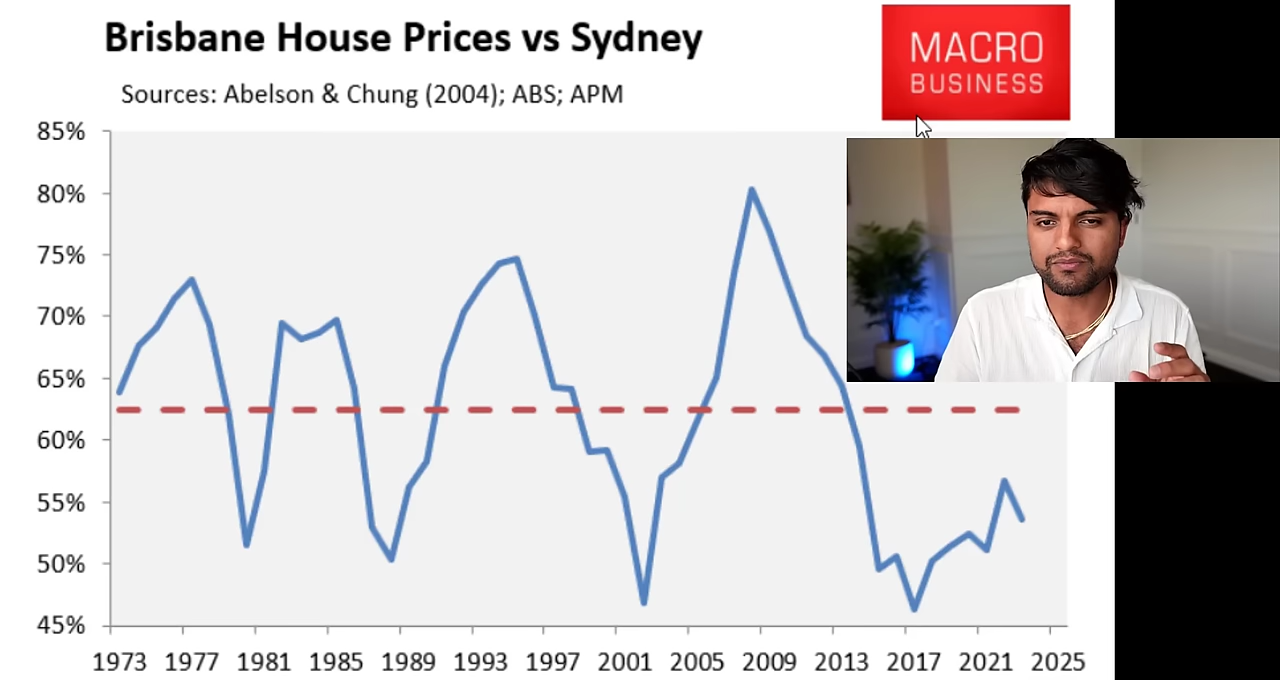 Brisbane House Prices vs Sydney
MACRO
BUSINESS
Sources: Abelson & Chung (2004); ABS; APM
85%
80%
75%
70%
65%
60%
55%
50%
45%
1973 1977 1981 1985 1989 1993 1997 2001 2005 2009 2013 2017 2021 2025